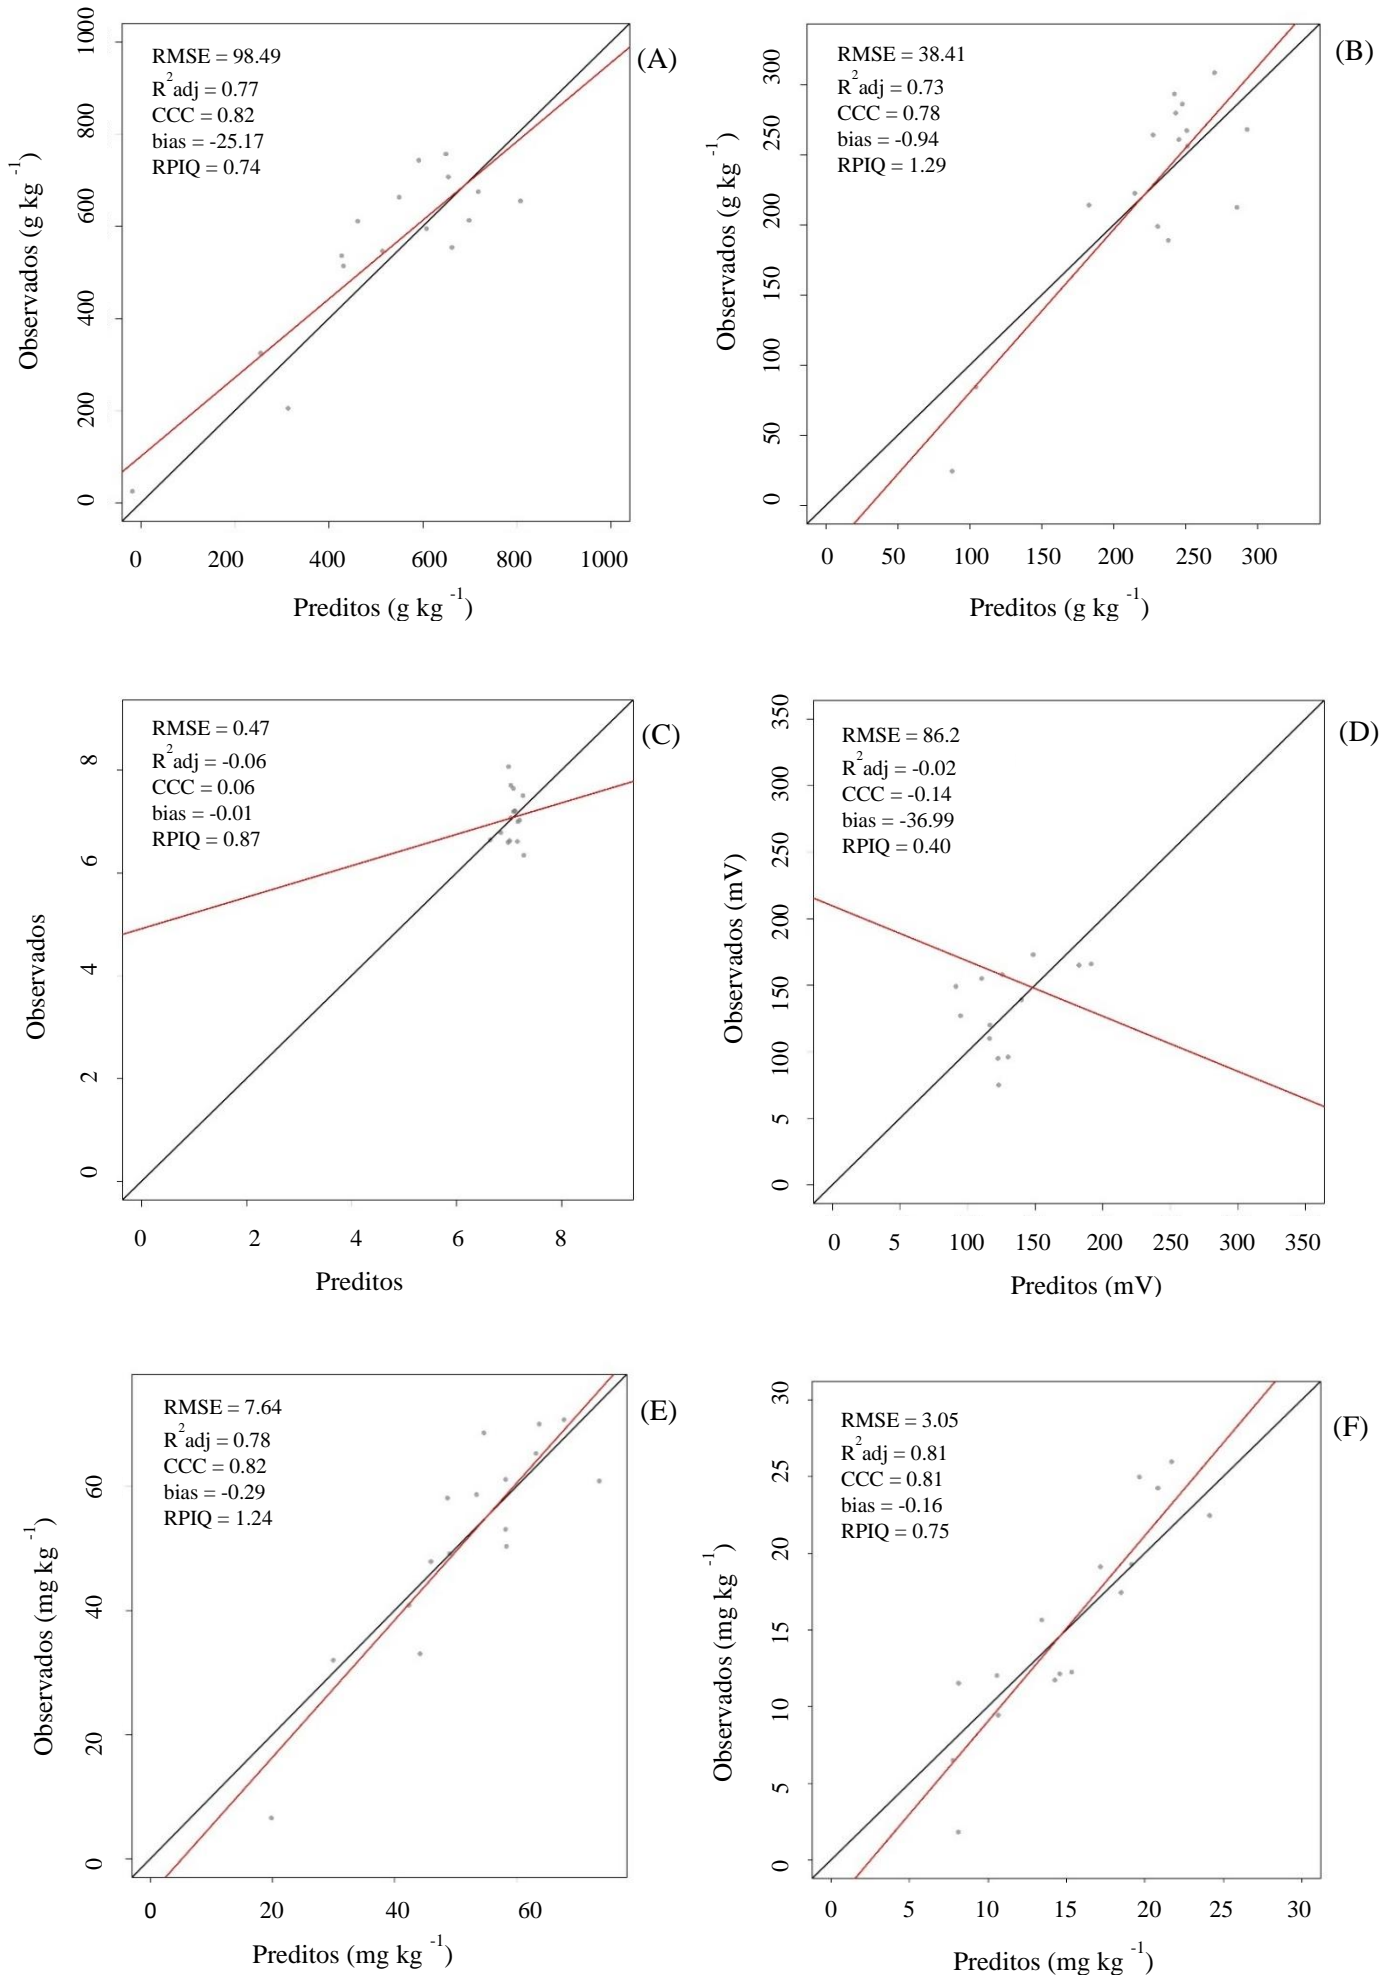 RMSE = 98.49
R²adj = 0.77
CCC = 0.82
bias = -25.17
RPIQ = 0.74
(A)
Observados (g kg ⁻¹)
0 200 400 600 800 1000
0 200 400 600 800 1000
Preditos (g kg ⁻¹)
RMSE = 38.41
R²adj = 0.73
CCC = 0.78
bias = -0.94
RPIQ = 1.29
(B)
Observados (g kg ⁻¹)
0 50 100 150 200 250 300
0 50 100 150 200 250 300
Preditos (g kg ⁻¹)
RMSE = 0.47
R²adj = -0.06
CCC = 0.06
bias = -0.01
RPIQ = 0.87
(C)
Observados
0 2 4 6 8
0 2 4 6 8
Preditos
RMSE = 86.2
R²adj = -0.02
CCC = -0.14
bias = -36.99
RPIQ = 0.40
(D)
Observados (mV)
0 5 100 150 200 250 300 350
0 5 100 150 200 250 300 350
Preditos (mV)
RMSE = 7.64
R²adj = 0.78
CCC = 0.82
bias = -0.29
RPIQ = 1.24
(E)
Observados (mg kg ⁻¹)
0 20 40 60
0 20 40 60
Preditos (mg kg ⁻¹)
RMSE = 3.05
R²adj = 0.81
CCC = 0.81
bias = -0.16
RPIQ = 0.75
(F)
Observados (mg kg ⁻¹)
0 5 10 15 20 25 30
0 5 10 15 20 25 30
Preditos (mg kg ⁻¹)